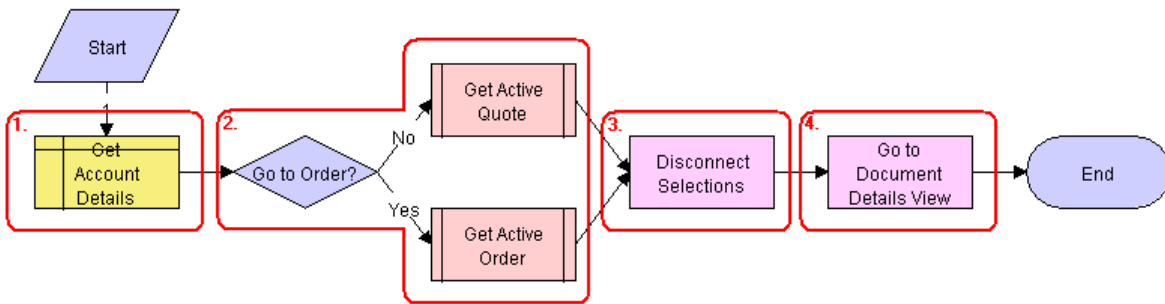 Start
1.
Get
Account
Details
2.
Go to Order?
No
Yes
Get Active
Quote
Get Active
Order
3.
Disconnect
Selections
4.
Go to
Document
Details View
End